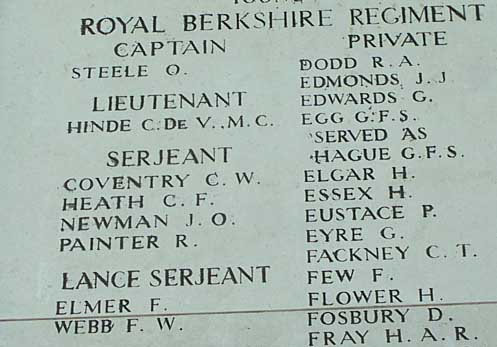 ROYAL BERKSHIRE REGIMENT
CAPTAIN
STEELE O.
LIEUTENANT
HINDE C. DE V., M.C.
SERJEANT
COVENTRY C. W.
HEATH C. F.
NEWMAN J. O.
PAINTER R.
LANCE SERJEANT
ELMER F.
WEBB F. W.
PRIVATE
DODD R. A.
EDMONDS, J. J.
EDWARDS G.
EGG G. F. S.
SERVED AS
HAGUE G. F. S.
ELGAR H.
ESSEX H.
EUSTACE P.
EYRE G.
FACKNEY C. T.
FEW F.
FLOWER H.
FOSBURY D.
FRAY H. A. R.